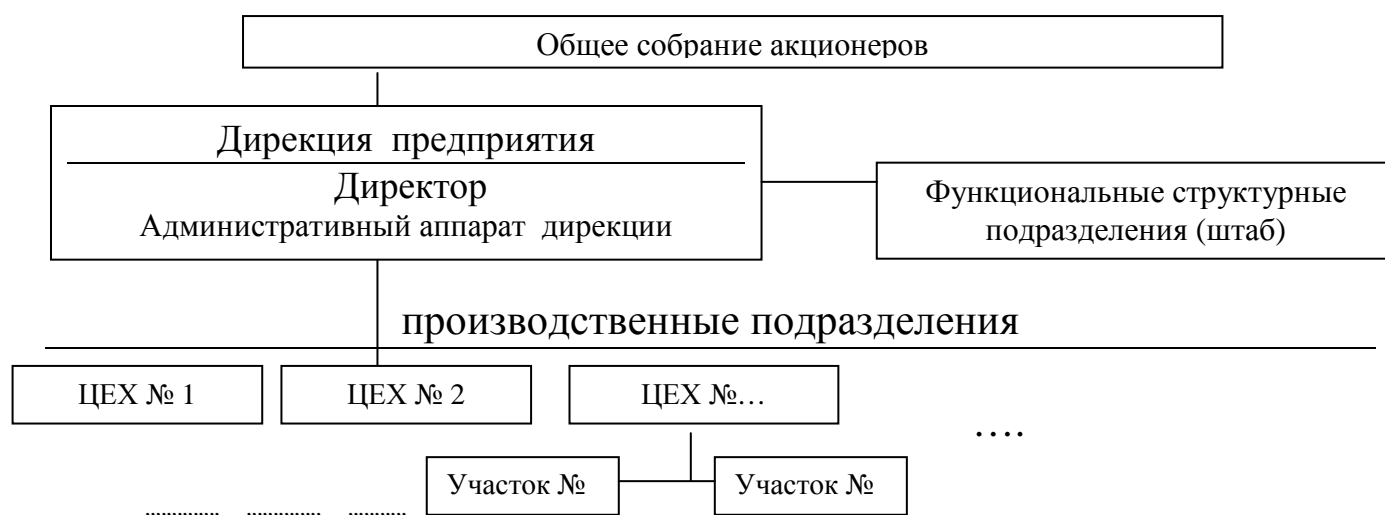 Общее собрание акционеров
Дирекция предприятия
Директор
Административный аппарат дирекции
Функциональные структурные
подразделения (штаб)
производственные подразделения
ЦЕХ № 1
ЦЕХ № 2
ЦЕХ №…
….
Участок №
Участок №
………….. ………….. ………..